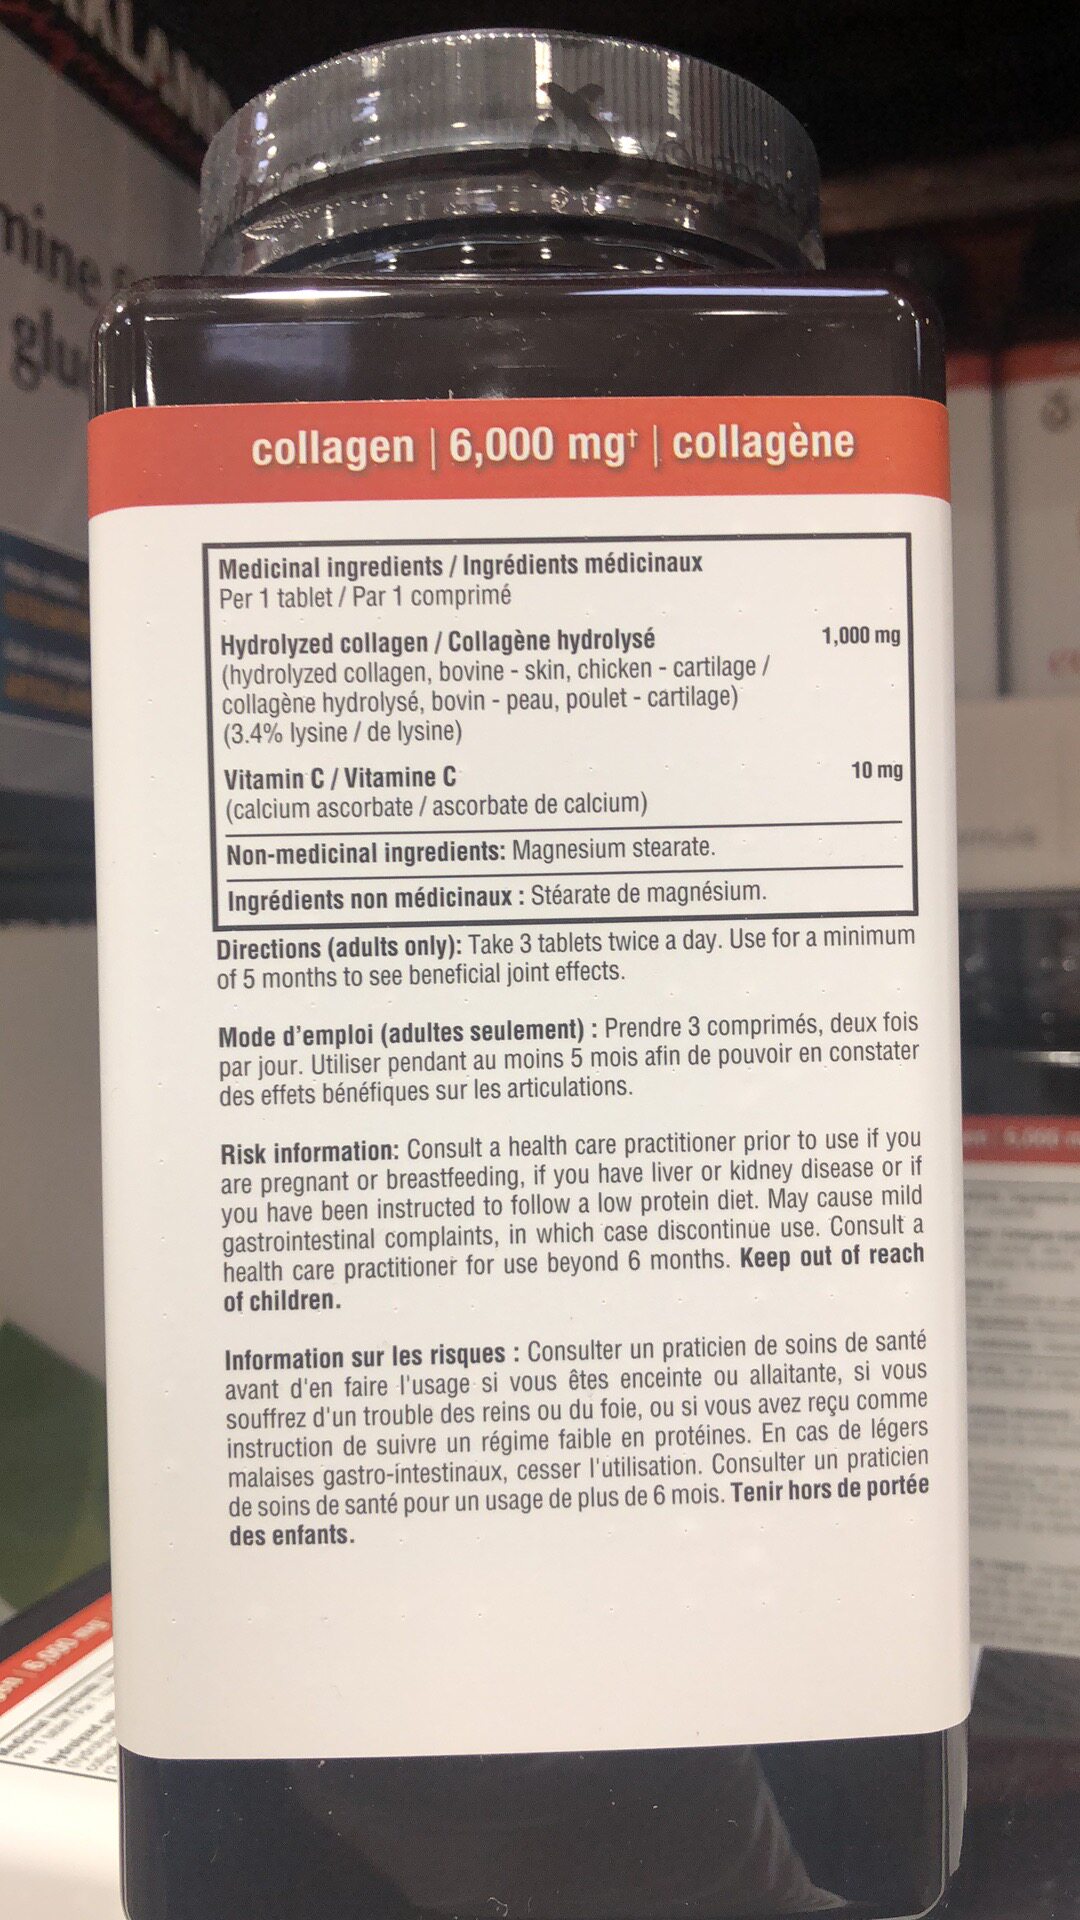 collagen | 6,000 mg† | collagène
Medicinal ingredients / Ingrédients médicinaux
Per 1 tablet / Par 1 comprimé
Hydrolyzed collagen / Collagène hydrolysé 1,000 mg
(hydrolyzed collagen, bovine - skin, chicken - cartilage /
collagène hydrolysé, bovin - peau, poulet - cartilage)
(3.4% lysine / de lysine)
Vitamin C / Vitamine C 10 mg
(calcium ascorbate / ascorbate de calcium)
Non-medicinal ingredients: Magnesium stearate.
Ingrédients non médicinaux : Stéarate de magnésium.
Directions (adults only): Take 3 tablets twice a day. Use for a minimum
of 5 months to see beneficial joint effects.
Mode d'emploi (adultes seulement) : Prendre 3 comprimés, deux fois
par jour. Utiliser pendant au moins 5 mois afin de pouvoir en constater
des effets bénéfiques sur les articulations.
Risk information: Consult a health care practitioner prior to use if you
are pregnant or breastfeeding, if you have liver or kidney disease or if
you have been instructed to follow a low protein diet. May cause mild
gastrointestinal complaints, in which case discontinue use. Consult a
health care practitioner for use beyond 6 months. Keep out of reach
of children.
Information sur les risques : Consulter un praticien de soins de santé
avant d'en faire l'usage si vous êtes enceinte ou allaitante, si vous
souffrez d'un trouble des reins ou du foie, ou si vous avez reçu comme
instruction de suivre un régime faible en protéines. En cas de légers
malaises gastro-intestinaux, cesser l'utilisation. Consulter un praticien
de soins de santé pour un usage de plus de 6 mois. Tenir hors de portée
des enfants.
6,000 mg